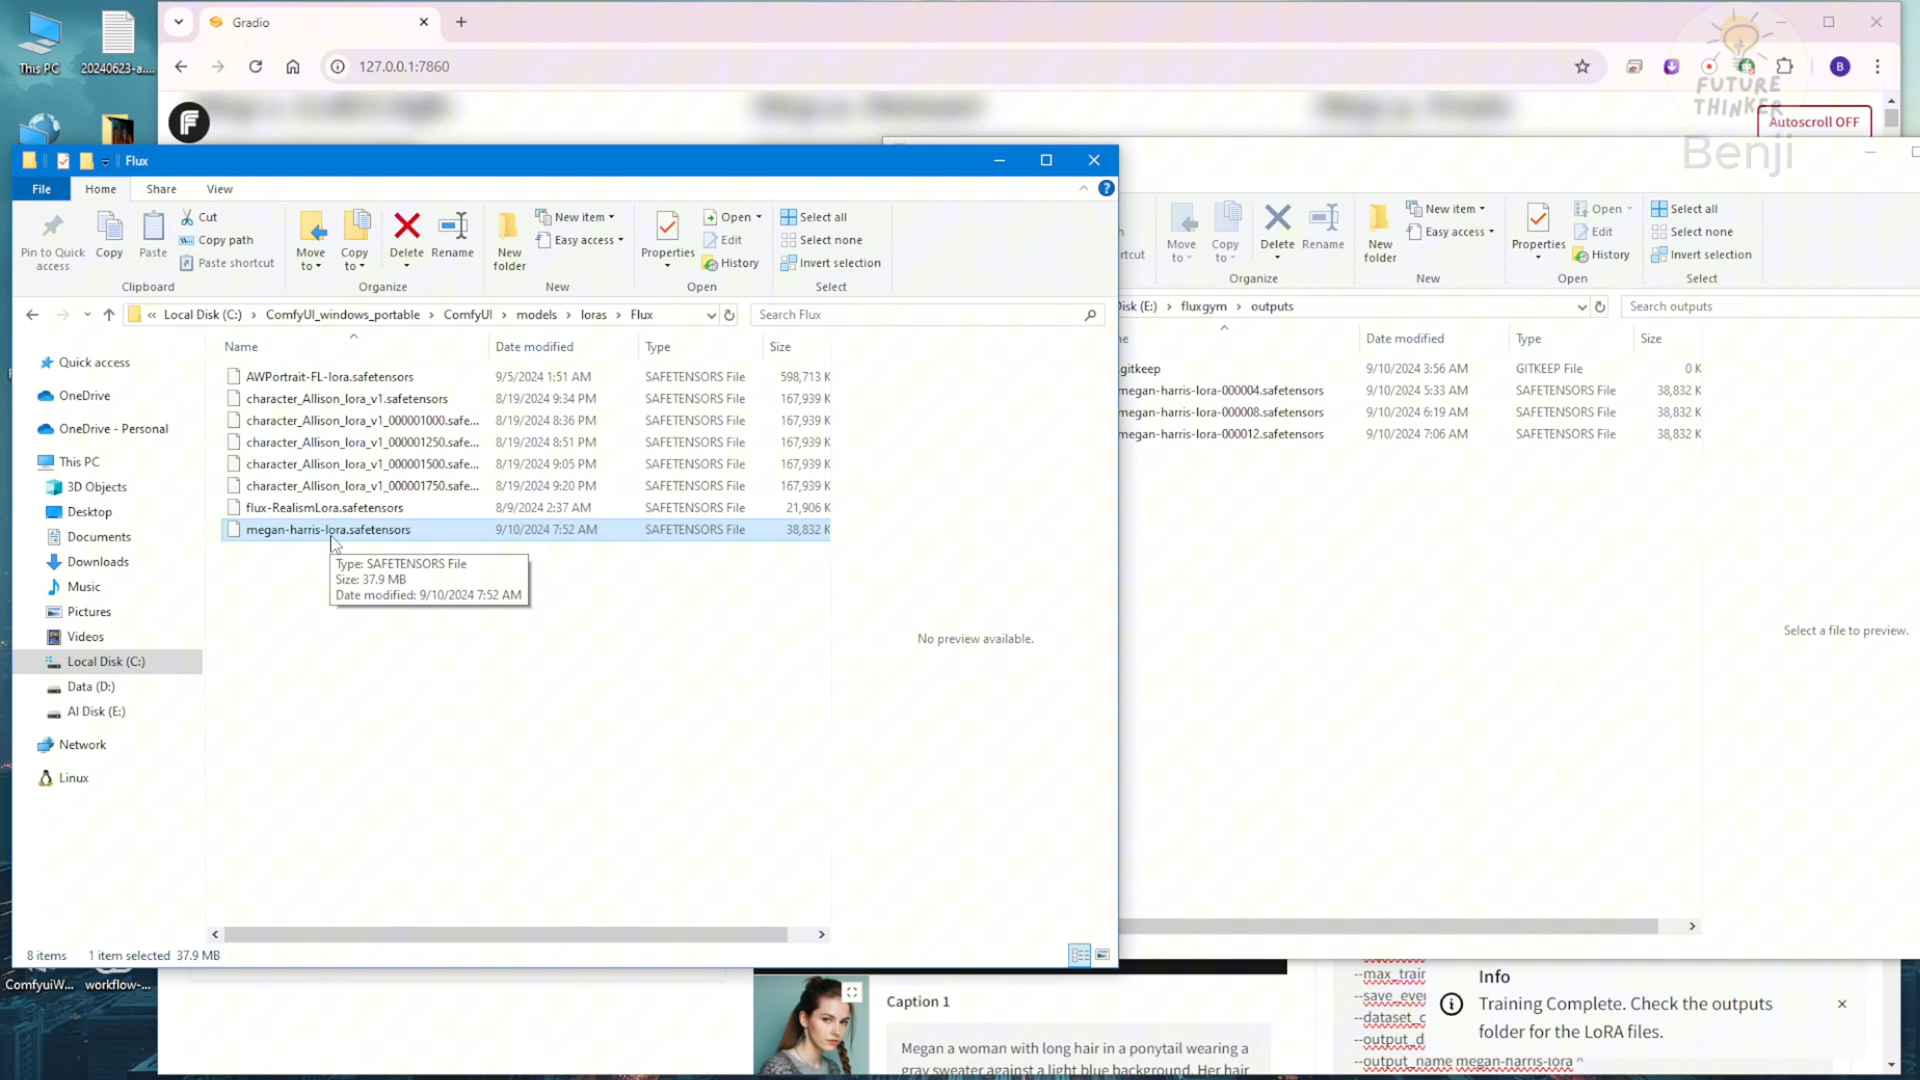 This PC
20240623-a....
Gradio
127.0.0.1:7860
FUTURE
THINKER
Benji
Autoscroll OFF
Flux
File
Home
Share
View
Pin to Quick
access
Copy
Paste
Cut
Copy path
Paste shortcut
Clipboard
Move
to
Copy
to
Delete
Rename
Organize
New
folder
New item
Easy access
New
Properties
Open
Edit
History
Open
Select all
Select none
Invert selection
Select
« Local Disk (C:) > ComfyUI_windows_portable > ComfyUI > models > loras > Flux
Search Flux
Name Date modified Type Size
AWPortrait-FL-lora.safetensors 9/5/2024 1:51 AM SAFETENSORS File 598,713 K
character_Allison_lora_v1.safetensors 8/19/2024 9:34 PM SAFETENSORS File 167,939 K
character_Allison_lora_v1_000001000.safe... 8/19/2024 8:36 PM SAFETENSORS File 167,939 K
character_Allison_lora_v1_000001250.safe... 8/19/2024 8:51 PM SAFETENSORS File 167,939 K
character_Allison_lora_v1_000001500.safe... 8/19/2024 9:05 PM SAFETENSORS File 167,939 K
character_Allison_lora_v1_000001750.safe... 8/19/2024 9:20 PM SAFETENSORS File 167,939 K
flux-RealismLora.safetensors 8/9/2024 2:37 AM SAFETENSORS File 21,906 K
megan-harris-lora.safetensors 9/10/2024 7:52 AM SAFETENSORS File 38,832 K
Type: SAFETENSORS File
Size: 37.9 MB
Date modified: 9/10/2024 7:52 AM
Quick access
OneDrive
OneDrive - Personal
This PC
3D Objects
Desktop
Documents
Downloads
Music
Pictures
Videos
Local Disk (C:)
Data (D:)
AI Disk (E:)
Network
Linux
No preview available.
8 items 1 item selected 37.9 MB
rtcut
Move
to
Copy
to
Delete
Rename
Organize
New
folder
New item
Easy access
New
Properties
Open
Edit
History
Open
Select all
Select none
Invert selection
Select
isk (E:) > fluxgym > outputs
Search outputs
e Date modified Type Size
gitkeep 9/10/2024 3:56 AM GITKEEP File 0 K
megan-harris-lora-000004.safetensors 9/10/2024 5:33 AM SAFETENSORS File 38,832 K
megan-harris-lora-000008.safetensors 9/10/2024 6:19 AM SAFETENSORS File 38,832 K
megan-harris-lora-000012.safetensors 9/10/2024 7:06 AM SAFETENSORS File 38,832 K
Select a file to preview.
ComfyuiW...
workflow-...
Caption 1
Megan a woman with long hair in a ponytail wearing a
gray sweater against a light blue background. Her hair
--max_trair
--save_eve
--dataset_c
--output_d
--output_name megan-harris-lora ^
Info
Training Complete. Check the outputs
folder for the LoRA files.